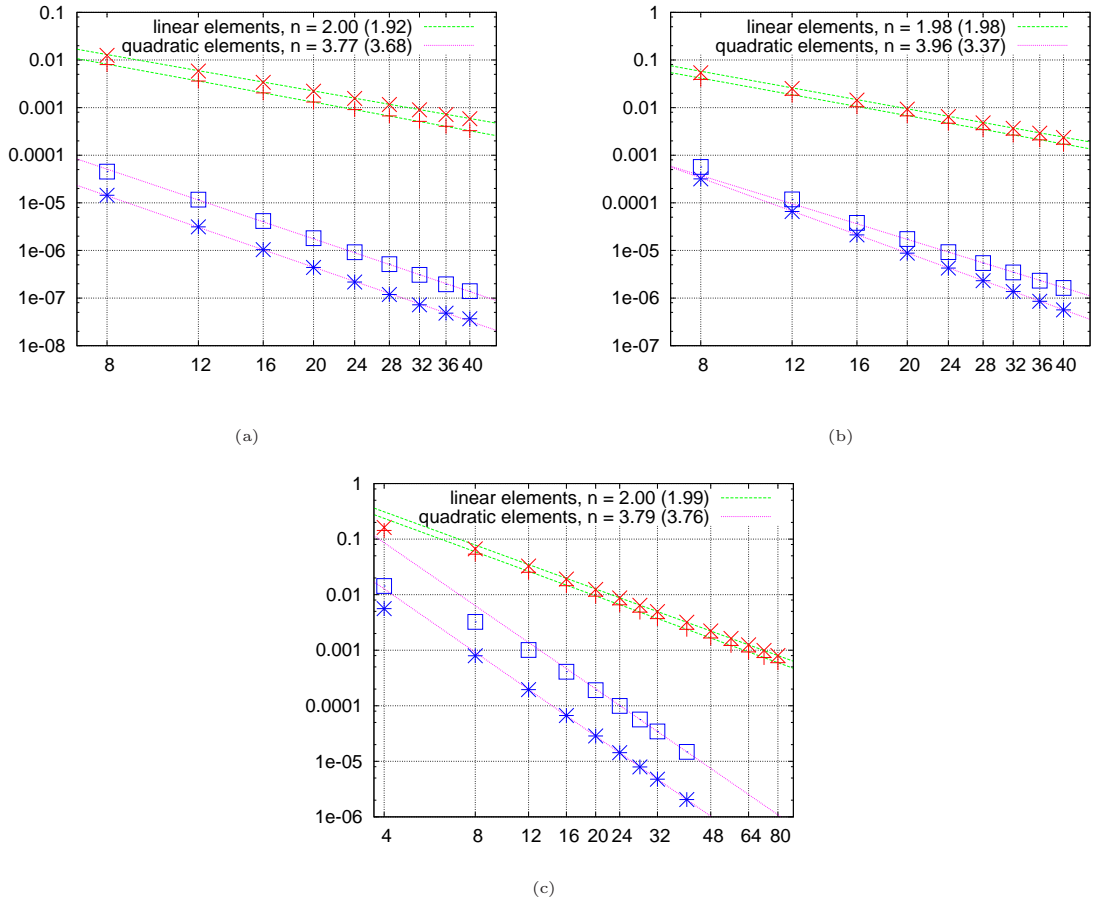 0.1
linear elements, n = 2.00 (1.92)
quadratic elements, n = 3.77 (3.68)
0.01
0.001
0.0001
1e-05
1e-06
1e-07
1e-08
8 12 16 20 24 28 32 36 40
(a)
1
linear elements, n = 1.98 (1.98)
quadratic elements, n = 3.96 (3.37)
0.1
0.01
0.001
0.0001
1e-05
1e-06
1e-07
8 12 16 20 24 28 32 36 40
(b)
1
linear elements, n = 2.00 (1.99)
quadratic elements, n = 3.79 (3.76)
0.1
0.01
0.001
0.0001
1e-05
1e-06
4 8 12 16 20 24 32 48 64 80
(c)